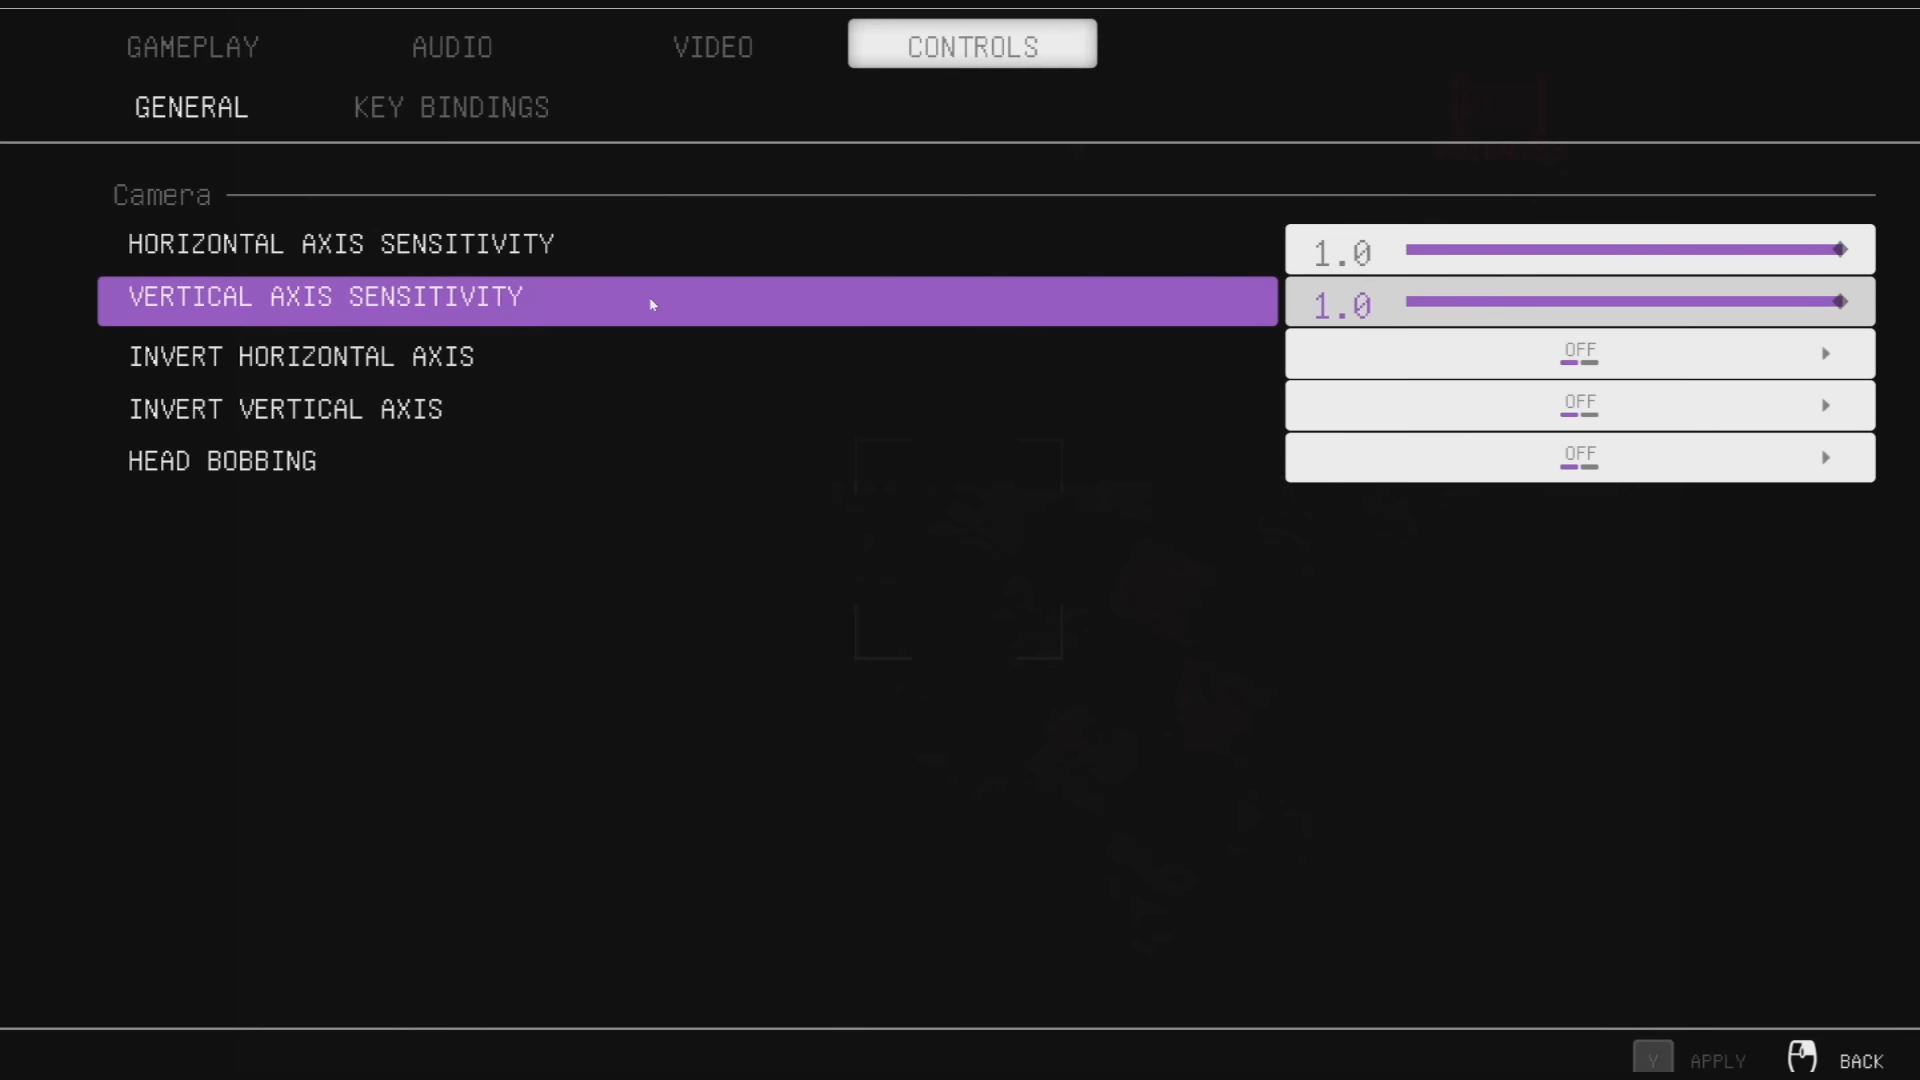 GAMEPLAY AUDIO VIDEO CONTROLS
GENERAL KEY BINDINGS
Camera
HORIZONTAL AXIS SENSITIVITY 1.0
VERTICAL AXIS SENSITIVITY 1.0
INVERT HORIZONTAL AXIS OFF
INVERT VERTICAL AXIS OFF
HEAD BOBBING OFF
Y APPLY BACK